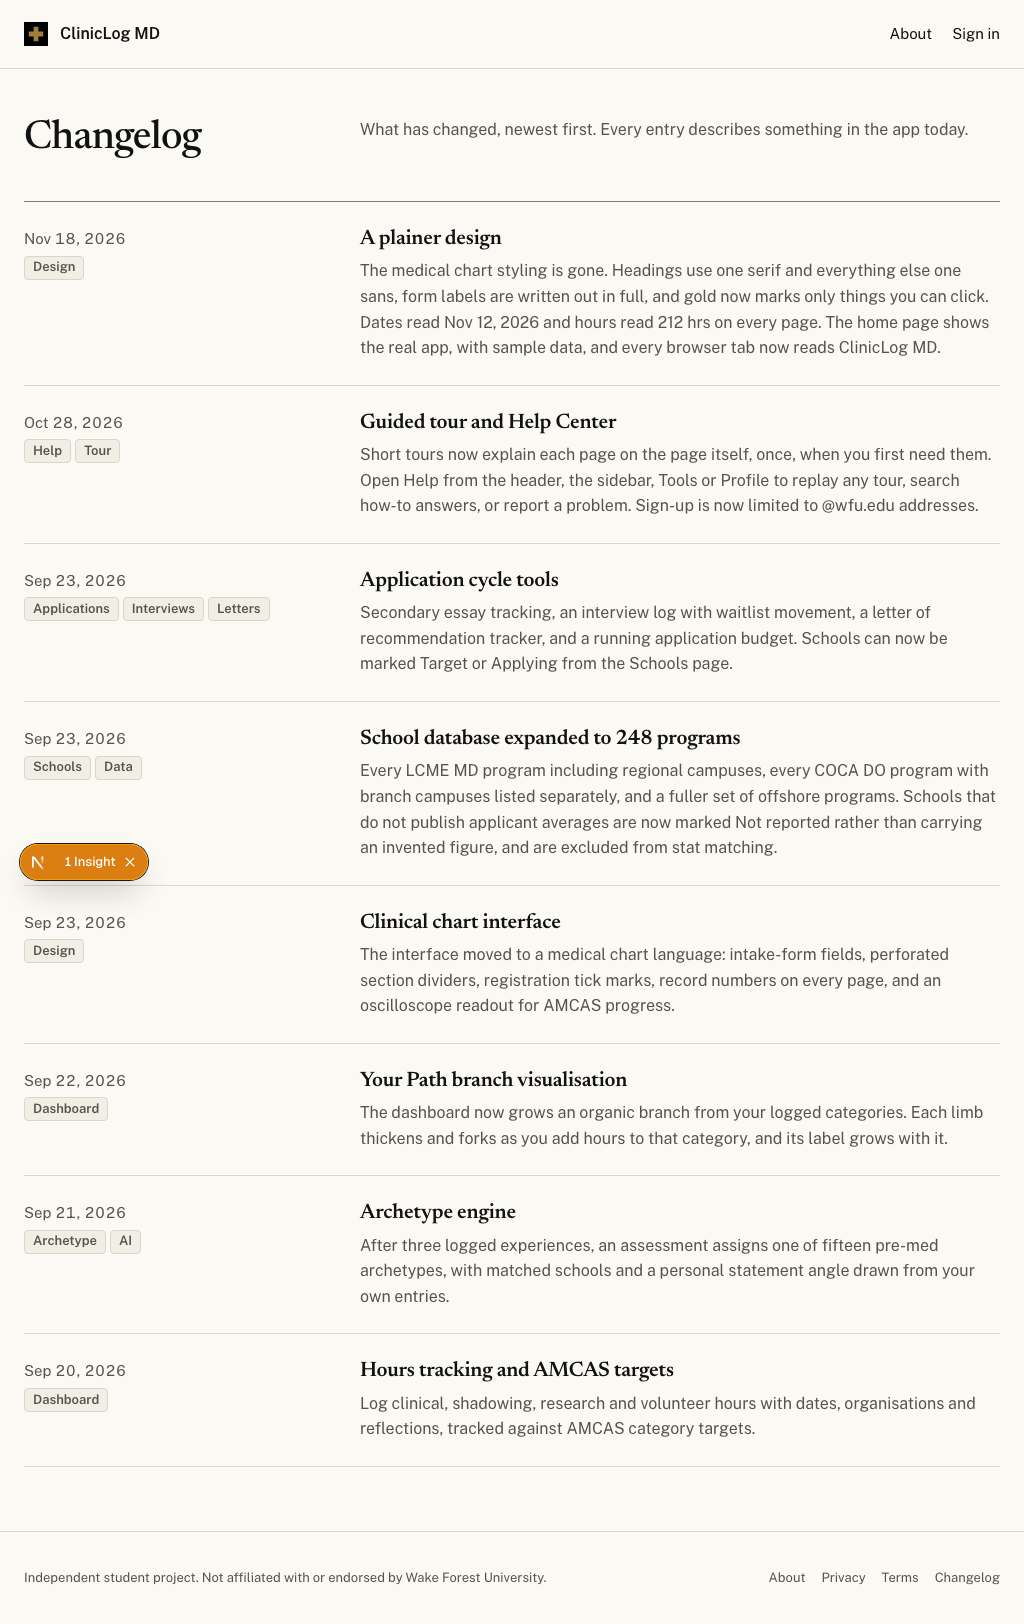 ClinicLog MD
About
Sign in
Changelog
What has changed, newest first. Every entry describes something in the app today.
Nov 18, 2026
Design
A plainer design
The medical chart styling is gone. Headings use one serif and everything else one
sans, form labels are written out in full, and gold now marks only things you can click.
Dates read Nov 12, 2026 and hours read 212 hrs on every page. The home page shows
the real app, with sample data, and every browser tab now reads ClinicLog MD.
Oct 28, 2026
Help
Tour
Guided tour and Help Center
Short tours now explain each page on the page itself, once, when you first need them.
Open Help from the header, the sidebar, Tools or Profile to replay any tour, search
how-to answers, or report a problem. Sign-up is now limited to @wfu.edu addresses.
Sep 23, 2026
Applications
Interviews
Letters
Application cycle tools
Secondary essay tracking, an interview log with waitlist movement, a letter of
recommendation tracker, and a running application budget. Schools can now be
marked Target or Applying from the Schools page.
Sep 23, 2026
Schools
Data
School database expanded to 248 programs
Every LCME MD program including regional campuses, every COCA DO program with
branch campuses listed separately, and a fuller set of offshore programs. Schools that
do not publish applicant averages are now marked Not reported rather than carrying
an invented figure, and are excluded from stat matching.
N
1 Insight
Sep 23, 2026
Design
Clinical chart interface
The interface moved to a medical chart language: intake-form fields, perforated
section dividers, registration tick marks, record numbers on every page, and an
oscilloscope readout for AMCAS progress.
Sep 22, 2026
Dashboard
Your Path branch visualisation
The dashboard now grows an organic branch from your logged categories. Each limb
thickens and forks as you add hours to that category, and its label grows with it.
Sep 21, 2026
Archetype
AI
Archetype engine
After three logged experiences, an assessment assigns one of fifteen pre-med
archetypes, with matched schools and a personal statement angle drawn from your
own entries.
Sep 20, 2026
Dashboard
Hours tracking and AMCAS targets
Log clinical, shadowing, research and volunteer hours with dates, organisations and
reflections, tracked against AMCAS category targets.
Independent student project. Not affiliated with or endorsed by Wake Forest University.
About
Privacy
Terms
Changelog